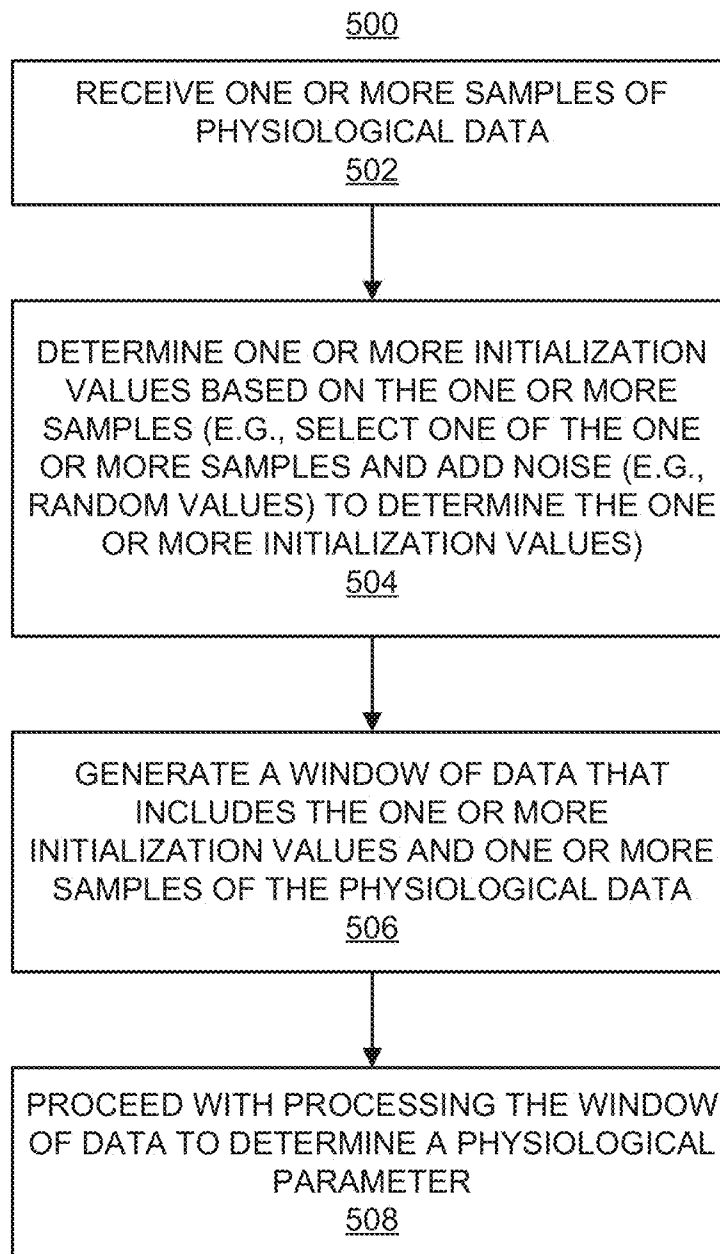 500
RECEIVE ONE OR MORE SAMPLES OF
PHYSIOLOGICAL DATA
502
DETERMINE ONE OR MORE INITIALIZATION
VALUES BASED ON THE ONE OR MORE
SAMPLES (E.G., SELECT ONE OF THE ONE
OR MORE SAMPLES AND ADD NOISE (E.G.,
RANDOM VALUES) TO DETERMINE THE ONE
OR MORE INITIALIZATION VALUES)
504
GENERATE A WINDOW OF DATA THAT
INCLUDES THE ONE OR MORE
INITIALIZATION VALUES AND ONE OR MORE
SAMPLES OF THE PHYSIOLOGICAL DATA
506
PROCEED WITH PROCESSING THE WINDOW
OF DATA TO DETERMINE A PHYSIOLOGICAL
PARAMETER
508